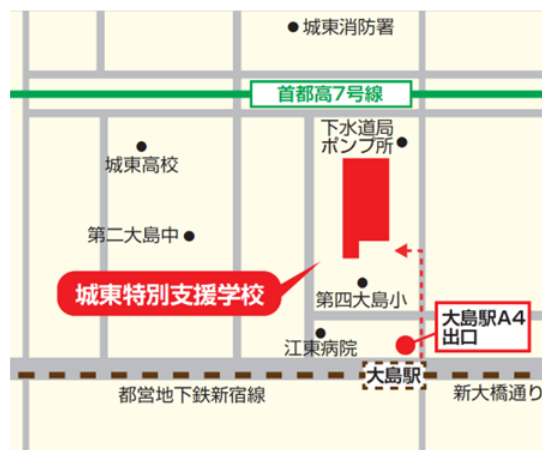 城東消防署
首都高7号線
下水道局
ポンプ所
城東高校
第二大島中
城東特別支援学校
第四大島小
大島駅A4
出口
江東病院
大島駅
都営地下鉄新宿線
新大橋通り